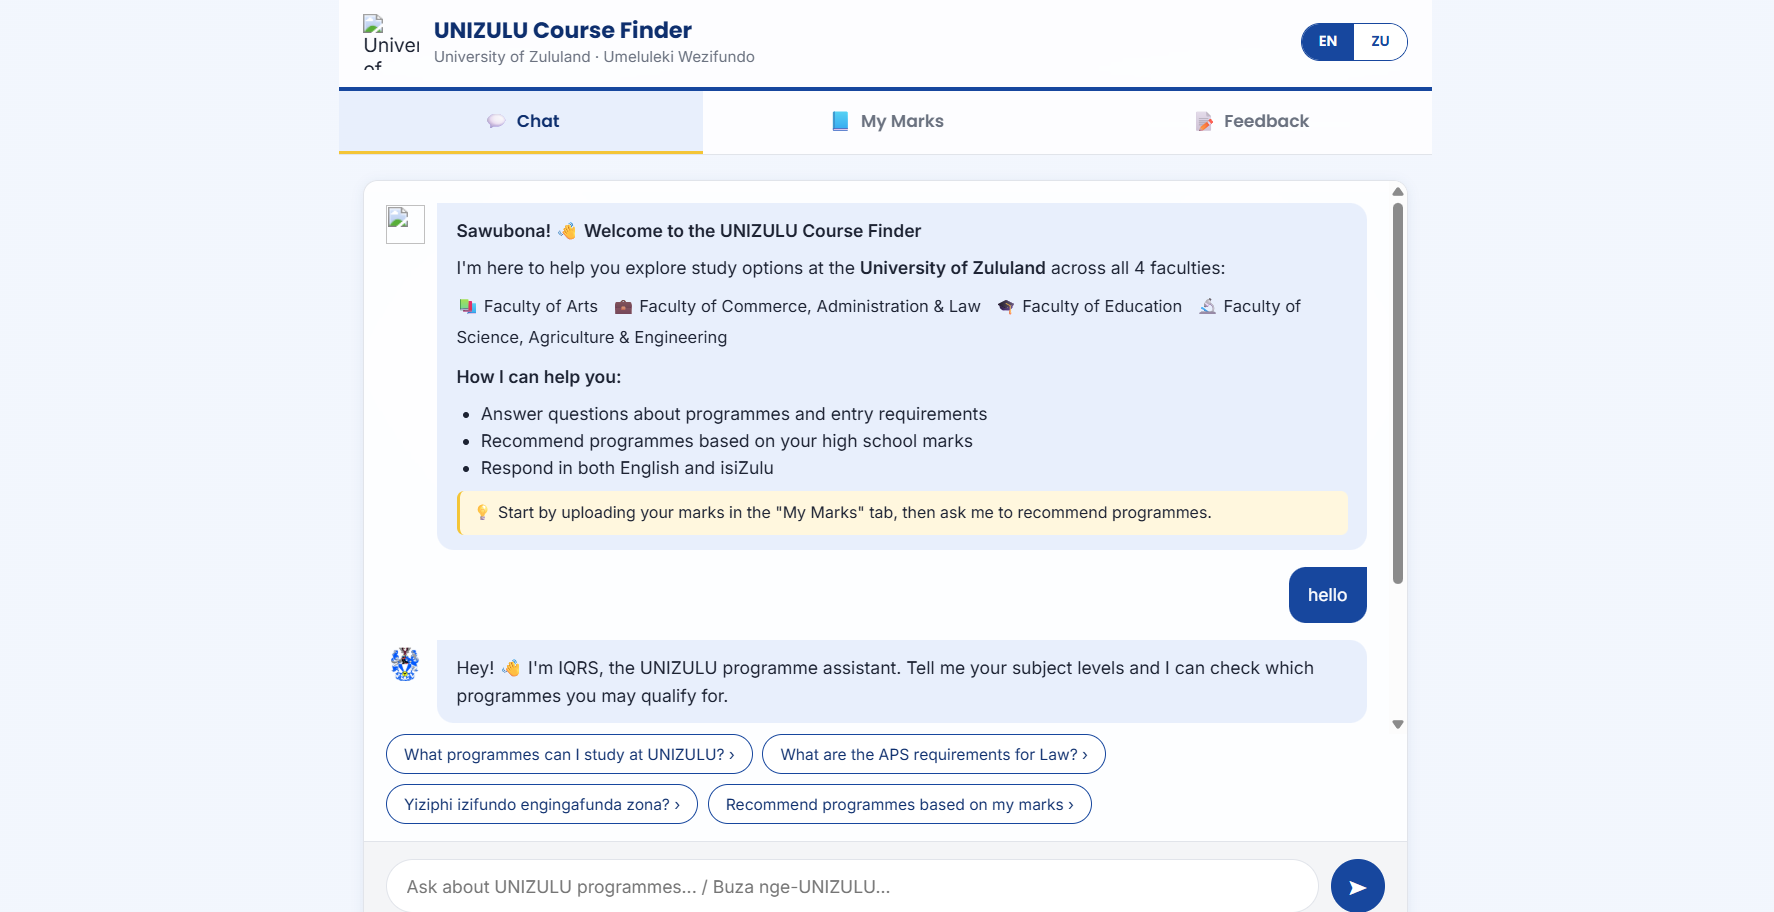 Univer
of
UNIZULU Course Finder
University of Zululand · Umeluleki Wezifundo
EN
ZU
💬 Chat
📘 My Marks
📝 Feedback
Sawubona! 👋 Welcome to the UNIZULU Course Finder
I'm here to help you explore study options at the University of Zululand across all 4 faculties:
📚 Faculty of Arts 💼 Faculty of Commerce, Administration & Law 🎓 Faculty of Education 🔬 Faculty of
Science, Agriculture & Engineering
How I can help you:
• Answer questions about programmes and entry requirements
• Recommend programmes based on your high school marks
• Respond in both English and isiZulu
💡 Start by uploading your marks in the "My Marks" tab, then ask me to recommend programmes.
hello
Hey! 👋 I'm IQRS, the UNIZULU programme assistant. Tell me your subject levels and I can check which
programmes you may qualify for.
What programmes can I study at UNIZULU? ›
What are the APS requirements for Law? ›
Yiziphi izifundo engingafunda zona? ›
Recommend programmes based on my marks ›
Ask about UNIZULU programmes... / Buza nge-UNIZULU...